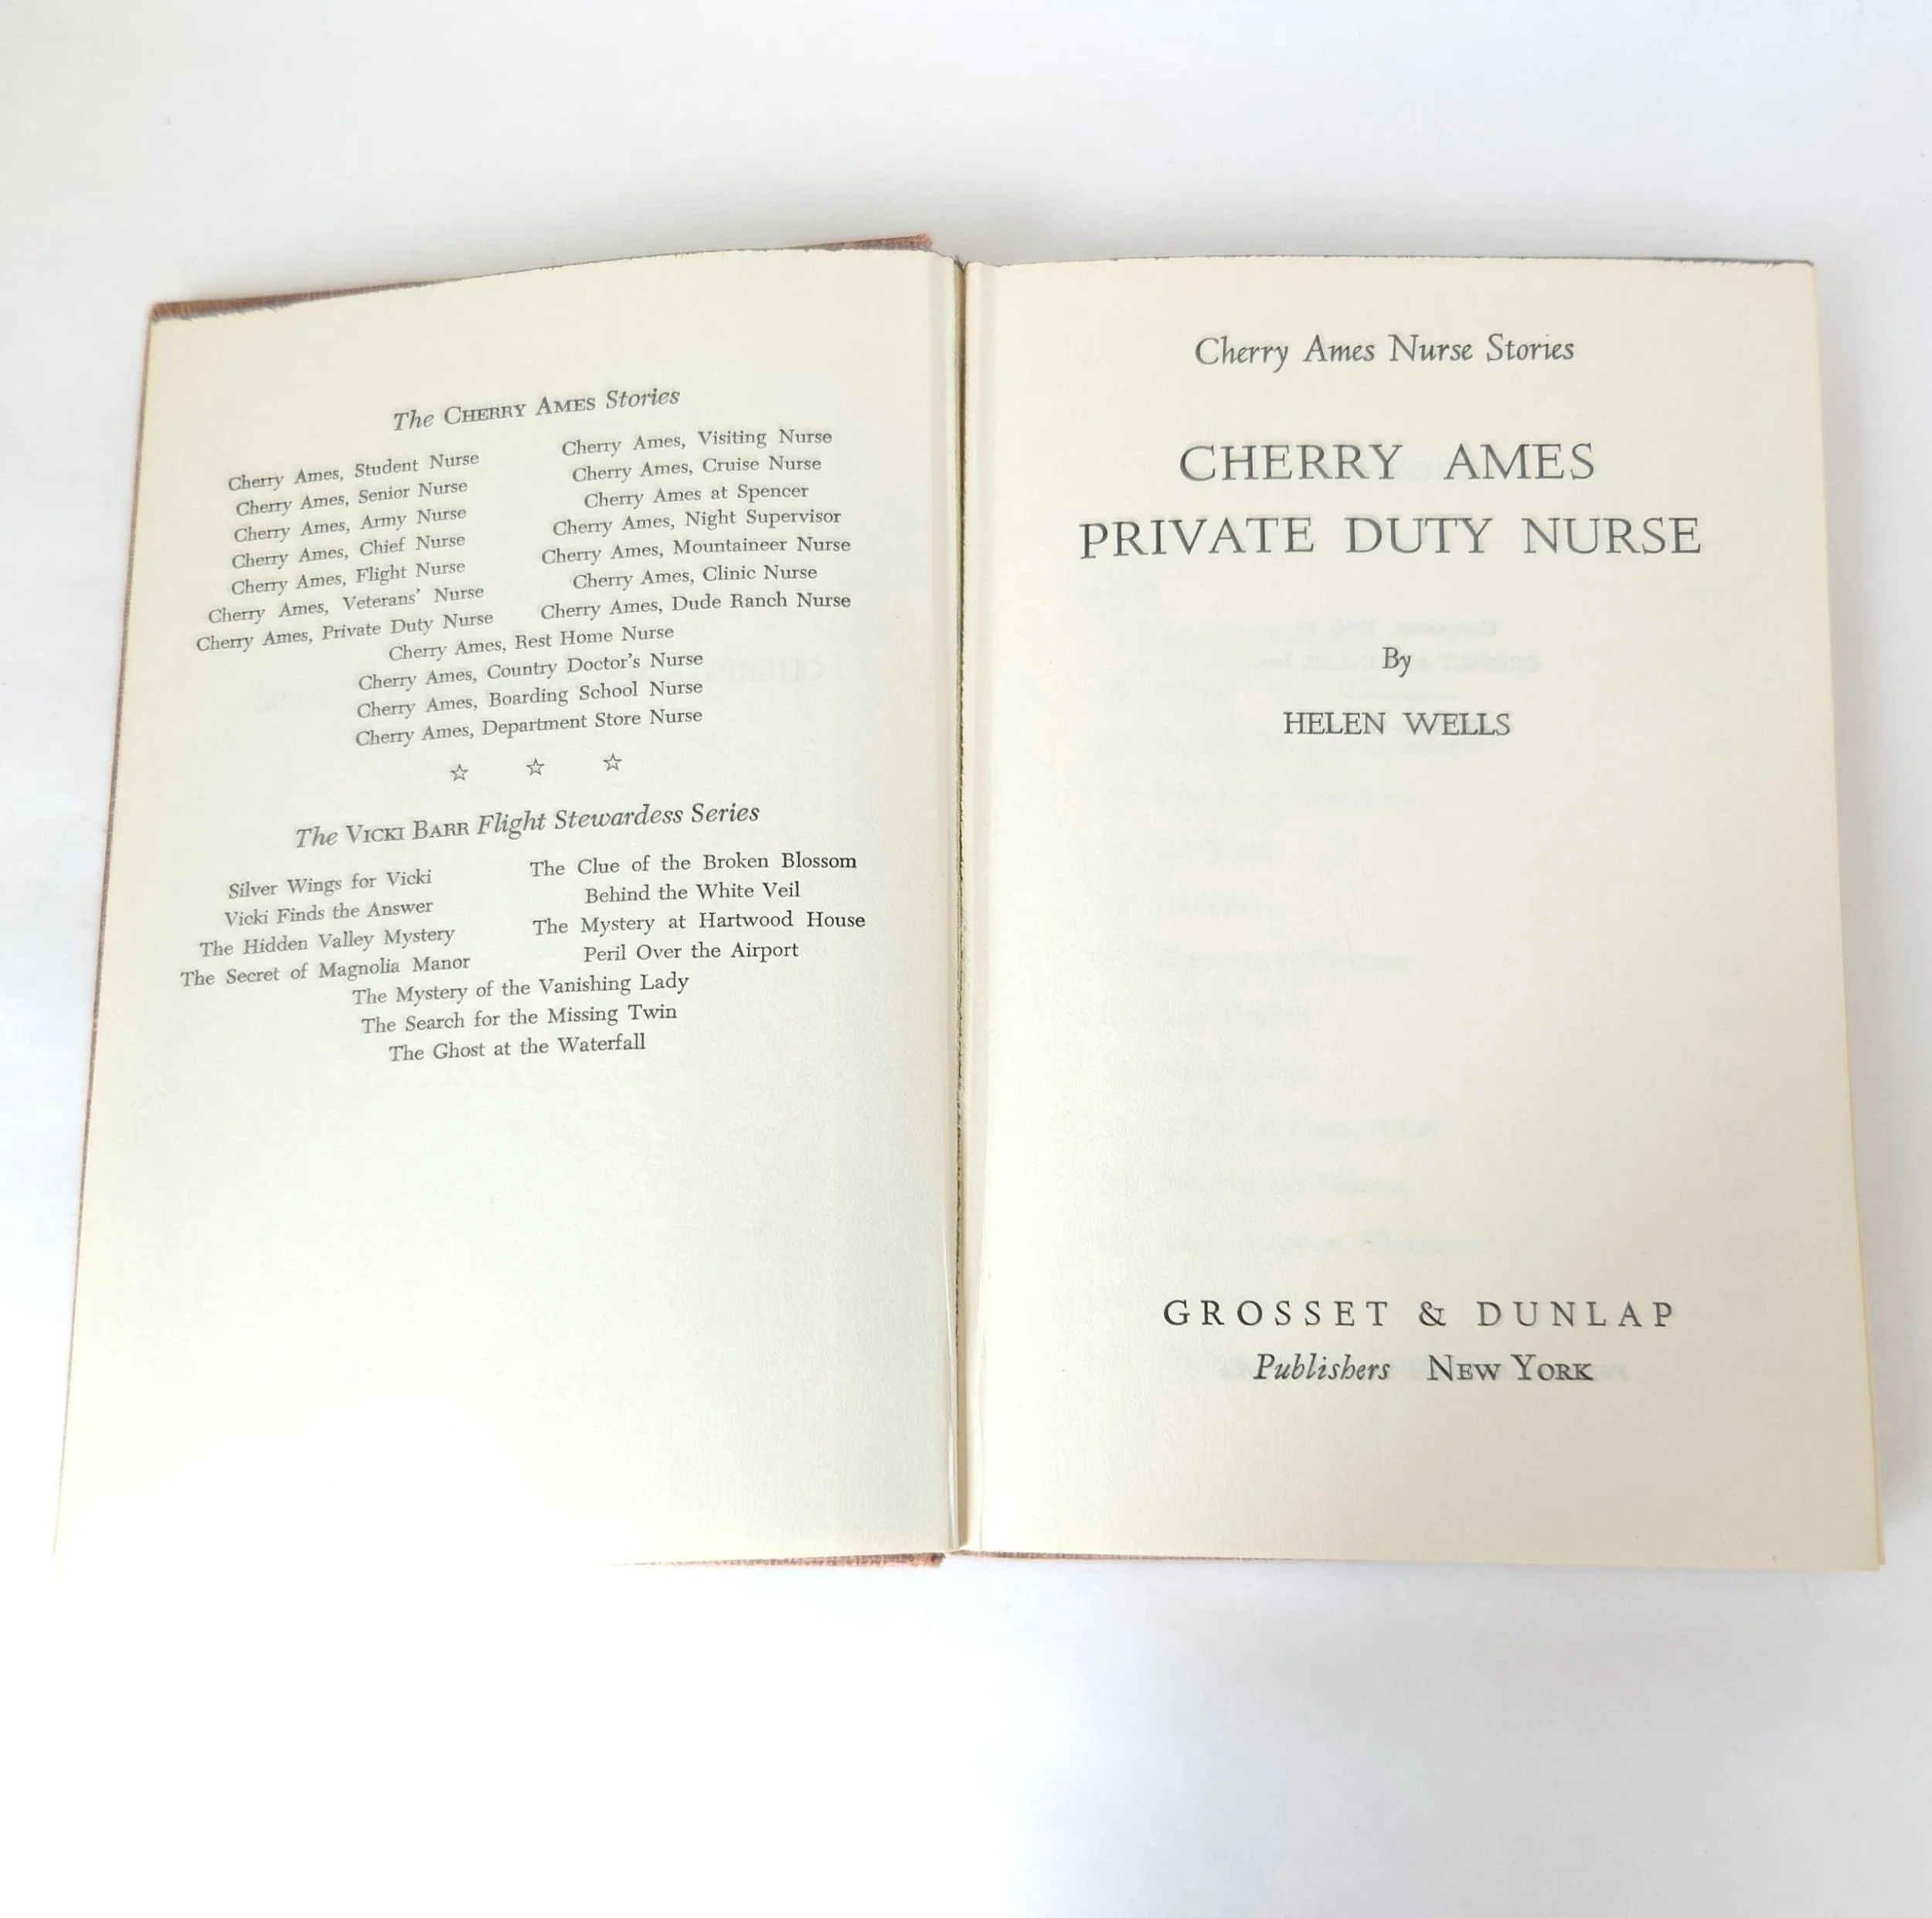 The CHERRY AMES Stories
Cherry Ames, Student Nurse
Cherry Ames, Senior Nurse
Cherry Ames, Army Nurse
Cherry Ames, Chief Nurse
Cherry Ames, Flight Nurse
Cherry Ames, Veterans' Nurse
Cherry Ames, Private Duty Nurse
Cherry Ames, Visiting Nurse
Cherry Ames, Cruise Nurse
Cherry Ames at Spencer
Cherry Ames, Night Supervisor
Cherry Ames, Mountaineer Nurse
Cherry Ames, Clinic Nurse
Cherry Ames, Dude Ranch Nurse
Cherry Ames, Rest Home Nurse
Cherry Ames, Country Doctor's Nurse
Cherry Ames, Boarding School Nurse
Cherry Ames, Department Store Nurse
☆ ☆ ☆
The VICKI BARR Flight Stewardess Series
Silver Wings for Vicki
Vicki Finds the Answer
The Hidden Valley Mystery
The Secret of Magnolia Manor
The Clue of the Broken Blossom
Behind the White Veil
The Mystery at Hartwood House
Peril Over the Airport
The Mystery of the Vanishing Lady
The Search for the Missing Twin
The Ghost at the Waterfall
Cherry Ames Nurse Stories
CHERRY AMES
PRIVATE DUTY NURSE
By
HELEN WELLS
GROSSET & DUNLAP
Publishers NEW YORK